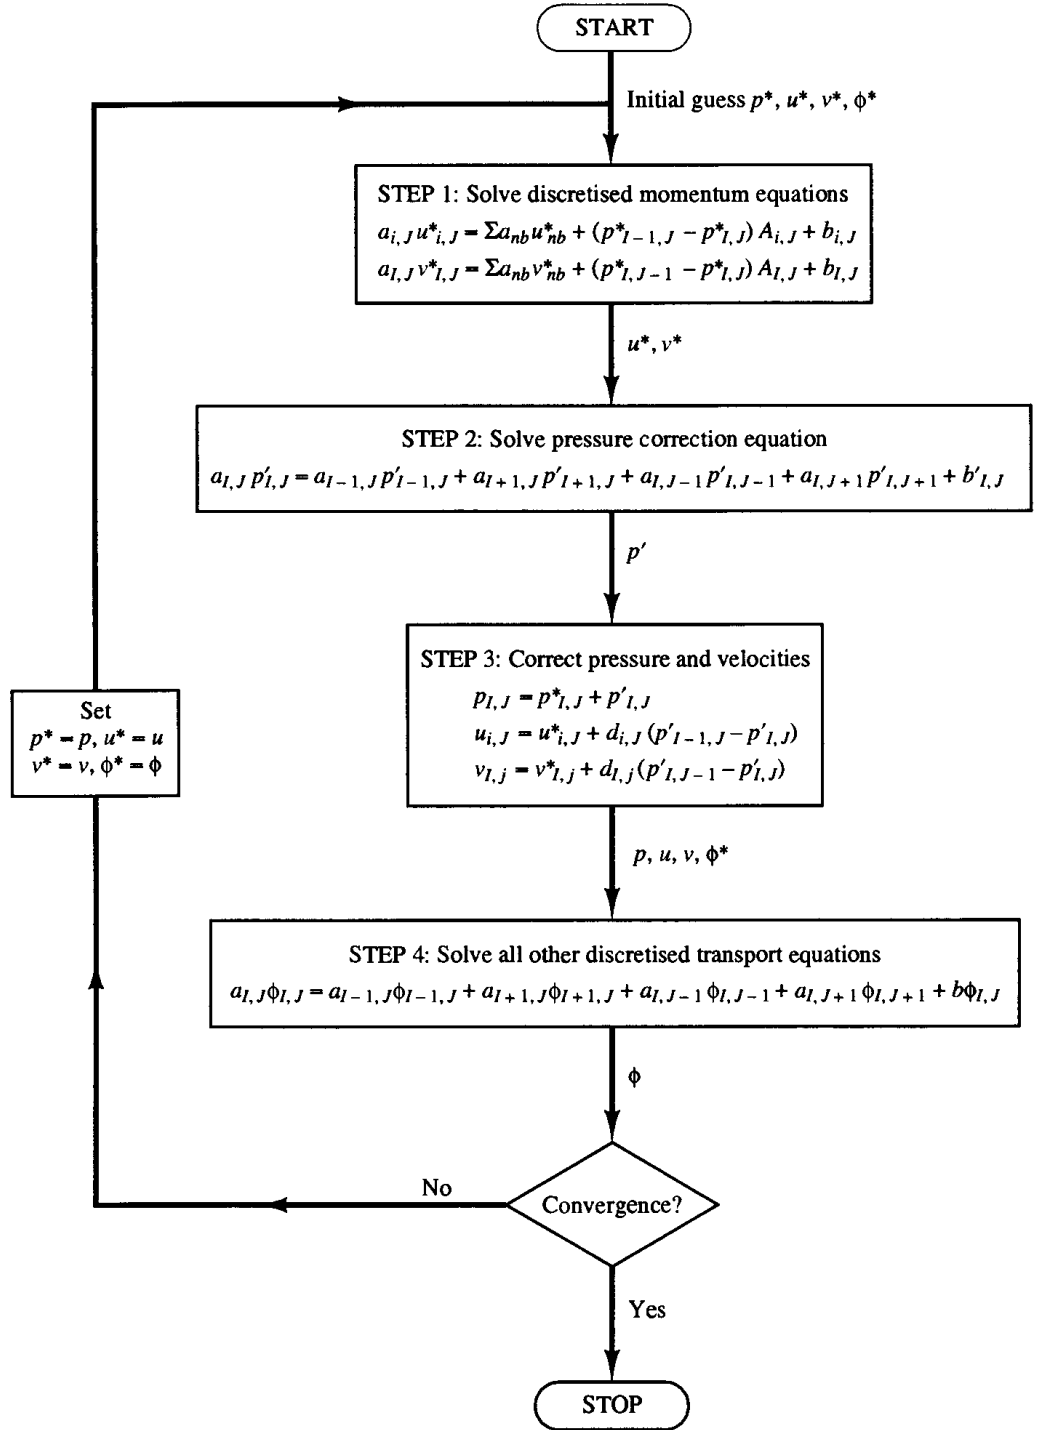 START
Initial guess p*, u*, v*, ϕ*
STEP 1: Solve discretised momentum equations
a_{i,J} u*_{i,J} = Σa_{nb} u*_{nb} + (p*_{I−1,J} − p*_{I,J}) A_{i,J} + b_{i,J}
a_{I,J} v*_{I,J} = Σa_{nb} v*_{nb} + (p*_{I,J−1} − p*_{I,J}) A_{I,J} + b_{I,J}
u*, v*
STEP 2: Solve pressure correction equation
a_{I,J} p′_{I,J} = a_{I−1,J} p′_{I−1,J} + a_{I+1,J} p′_{I+1,J} + a_{I,J−1} p′_{I,J−1} + a_{I,J+1} p′_{I,J+1} + b′_{I,J}
p′
STEP 3: Correct pressure and velocities
p_{I,J} = p*_{I,J} + p′_{I,J}
u_{i,J} = u*_{i,J} + d_{i,J} (p′_{I−1,J} − p′_{I,J})
v_{I,j} = v*_{I,j} + d_{I,j} (p′_{I,J−1} − p′_{I,J})
Set
p* = p, u* = u
v* = v, ϕ* = ϕ
p, u, v, ϕ*
STEP 4: Solve all other discretised transport equations
a_{I,J} ϕ_{I,J} = a_{I−1,J} ϕ_{I−1,J} + a_{I+1,J} ϕ_{I+1,J} + a_{I,J−1} ϕ_{I,J−1} + a_{I,J+1} ϕ_{I,J+1} + bϕ_{I,J}
ϕ
No
Convergence?
Yes
STOP